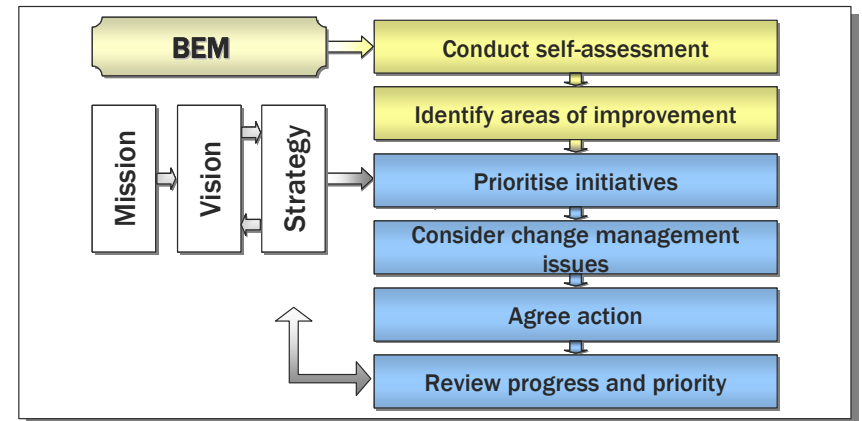 BEM
Conduct self-assessment
Identify areas of improvement
Mission
Vision
Strategy
Prioritise initiatives
Consider change management
issues
Agree action
Review progress and priority